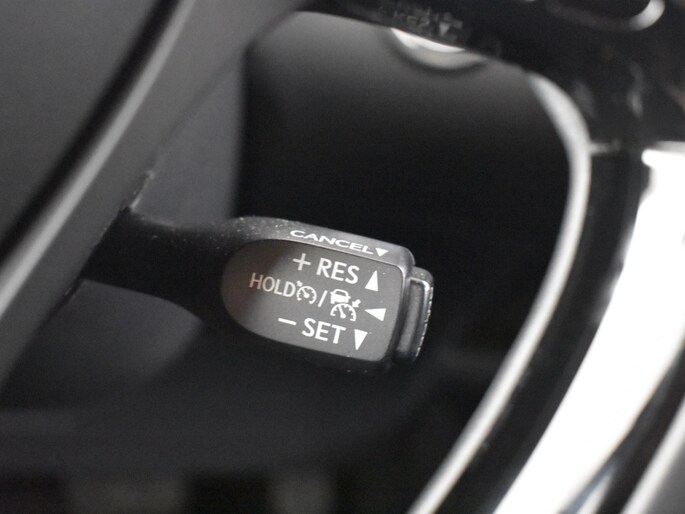 CANCEL▼
+ RES ▲
HOLD / ◀
− SET ▼